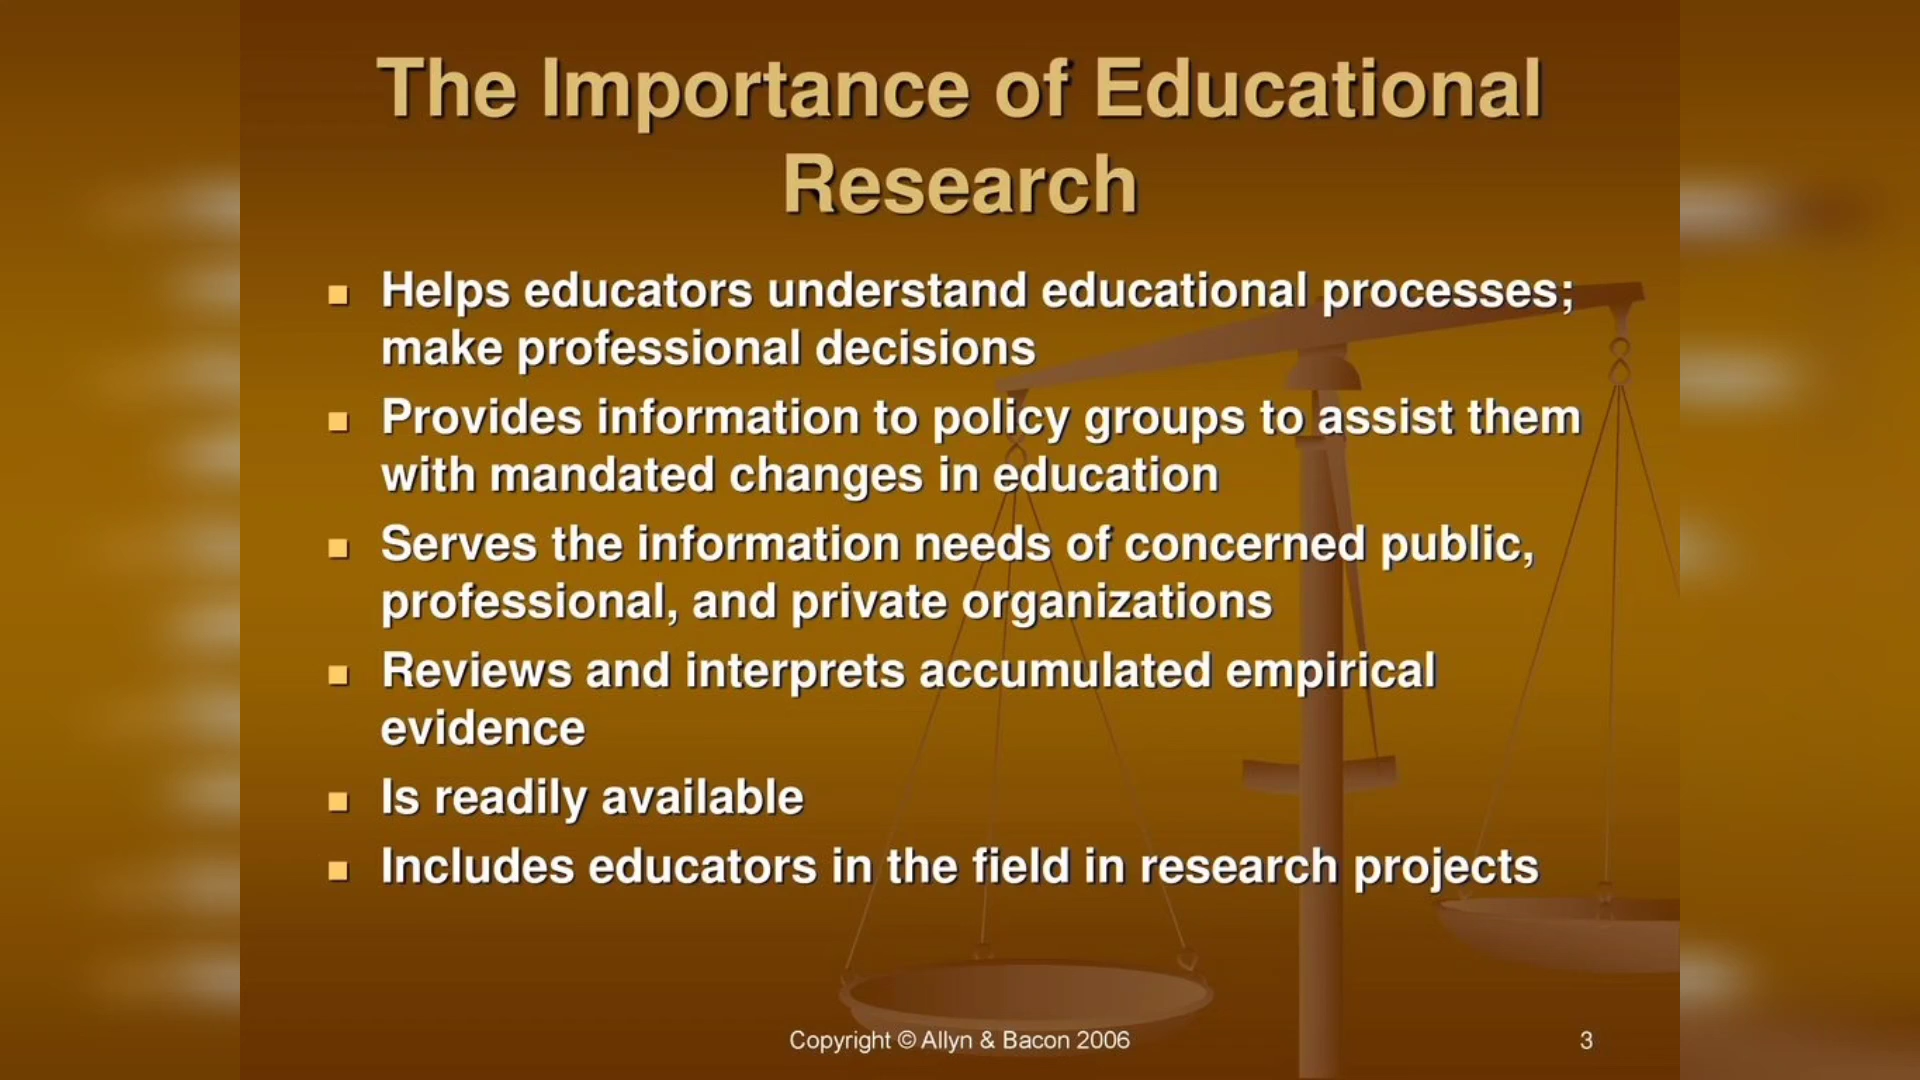 The Importance of Educational
Research
Helps educators understand educational processes;
make professional decisions
Provides information to policy groups to assist them
with mandated changes in education
Serves the information needs of concerned public,
professional, and private organizations
Reviews and interprets accumulated empirical
evidence
Is readily available
Includes educators in the field in research projects
Copyright © Allyn & Bacon 2006
3